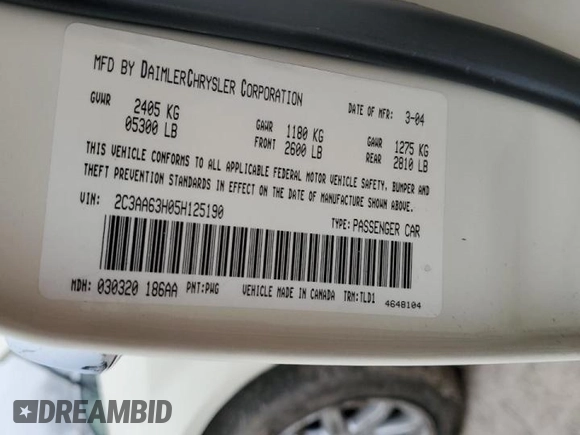 MFD BY DAIMLERCHRYSLER CORPORATION
DATE OF MFR: 3-04
GVWR 2405 KG 05300 LB
GAWR FRONT 1180 KG 2600 LB
GAWR REAR 1275 KG 2810 LB
THIS VEHICLE CONFORMS TO ALL APPLICABLE FEDERAL MOTOR VEHICLE SAFETY, BUMPER AND
THEFT PREVENTION STANDARDS IN EFFECT ON THE DATE OF MANUFACTURE SHOWN ABOVE.
VIN: 2C3AA63H05H125190 TYPE: PASSENGER CAR
MDH: 030320 186AA PNT: PWG VEHICLE MADE IN CANADA TRM: TLD1 4648104
DREAMBID